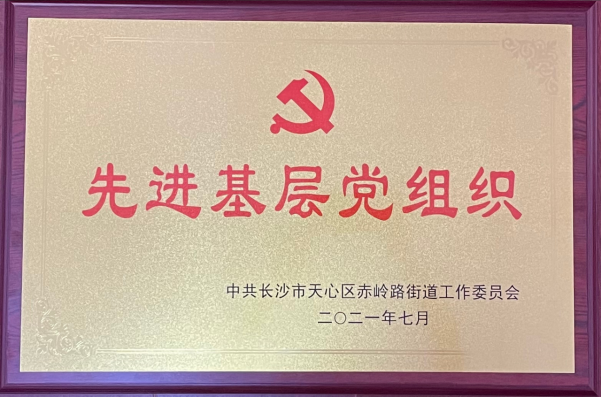 先进基层党组织
中共长沙市天心区赤岭路街道工作委员会
二〇二一年七月